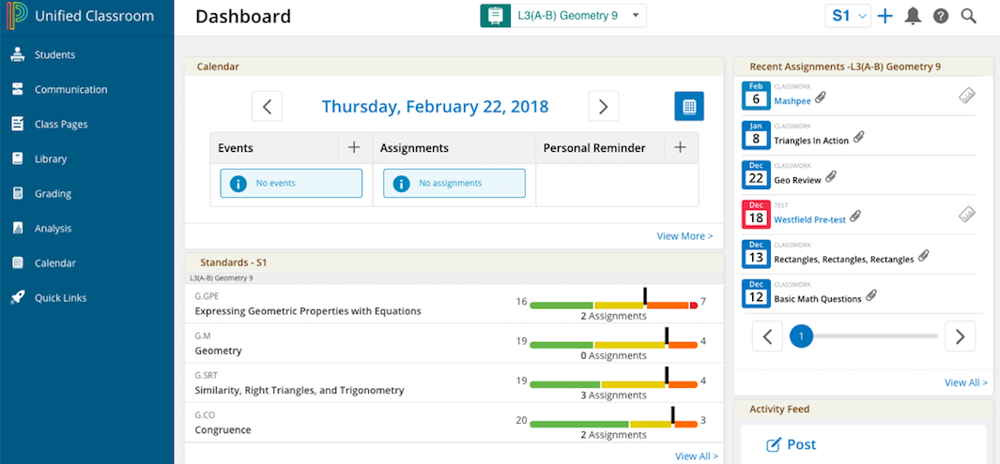 Unified Classroom
Dashboard
L3(A-B) Geometry 9
S1
Students
Communication
Class Pages
Library
Grading
Analysis
Calendar
Quick Links
Calendar
Thursday, February 22, 2018
Events + Assignments Personal Reminder +
No events No assignments
View More >
Standards - S1
L3(A-B) Geometry 9
G.GPE
Expressing Geometric Properties with Equations
16 7
2 Assignments
G.M
Geometry
19 4
0 Assignments
G.SRT
Similarity, Right Triangles, and Trigonometry
19 4
3 Assignments
G.CO
Congruence
20 3
2 Assignments
View All >
Recent Assignments -L3(A-B) Geometry 9
Feb 6 CLASSWORK
Mashpee
Jan 8 CLASSWORK
Triangles In Action
Dec 22 CLASSWORK
Geo Review
Dec 18 TEST
Westfield Pre-test
Dec 13 CLASSWORK
Rectangles, Rectangles, Rectangles
Dec 12 CLASSWORK
Basic Math Questions
1
View All >
Activity Feed
Post